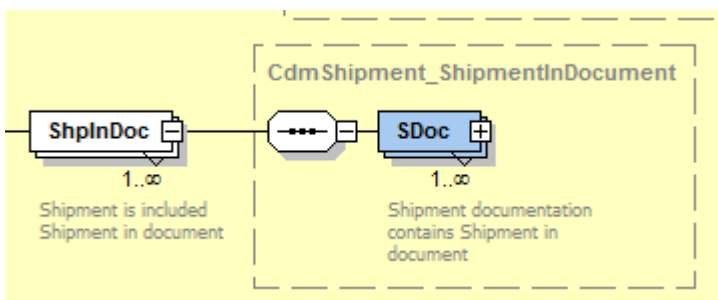 CdmShipment_ShipmentInDocument
ShpInDoc
SDoc
1..∞
1..∞
Shipment is included
Shipment in document
Shipment documentation
contains Shipment in
document